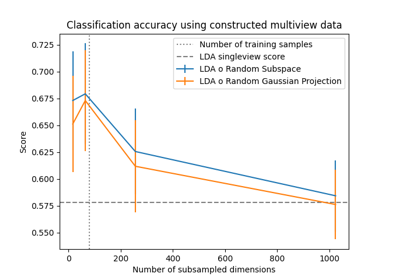 Classification accuracy using constructed multiview data
Number of training samples
LDA singleview score
LDA o Random Subspace
LDA o Random Gaussian Projection
0.725
0.700
0.675
0.650
0.625
0.600
0.575
0.550
Score
0
200
400
600
800
1000
Number of subsampled dimensions